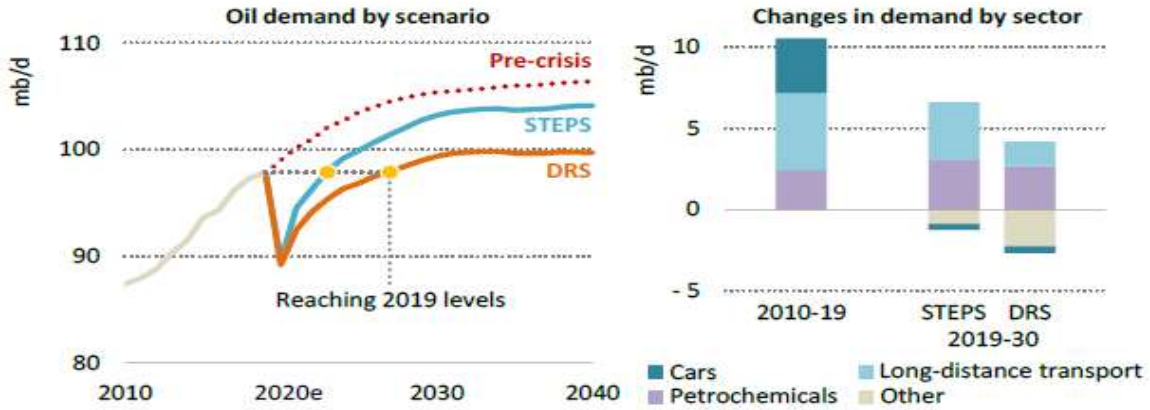 Oil demand by scenario
mb/d
110
100
90
80
2010
2020e
2030
2040
Pre-crisis
STEPS
DRS
Reaching 2019 levels
Changes in demand by sector
mb/d
10
5
0
- 5
2010-19
STEPS
DRS
2019-30
Cars
Long-distance transport
Petrochemicals
Other